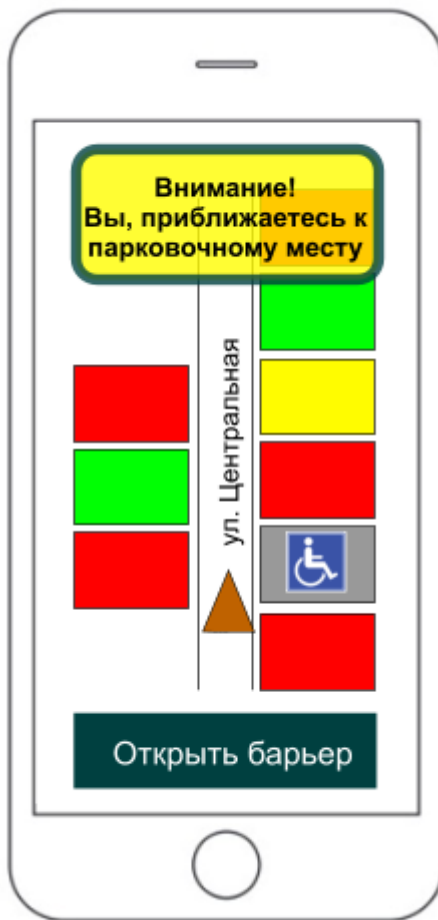 Внимание!
Вы, приближаетесь к
парковочному месту
ул. Центральная
Открыть барьер